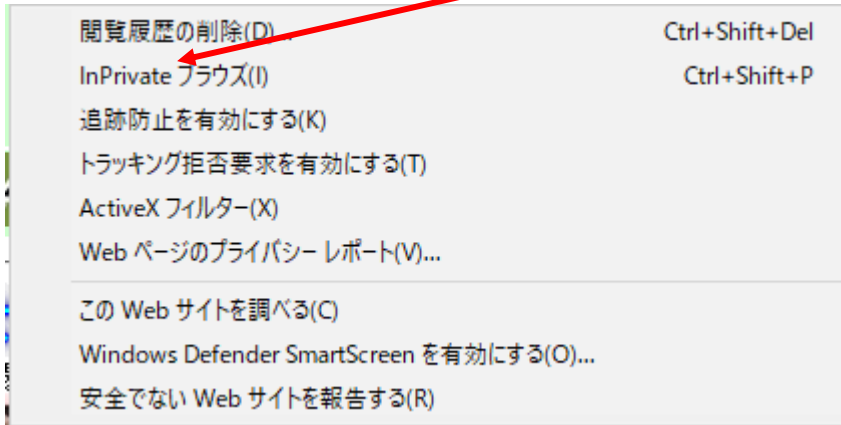 閲覧履歴の削除(D)... Ctrl+Shift+Del
InPrivate ブラウズ(I) Ctrl+Shift+P
追跡防止を有効にする(K)
トラッキング拒否要求を有効にする(T)
ActiveX フィルター(X)
Web ページのプライバシー レポート(V)...
この Web サイトを調べる(C)
Windows Defender SmartScreen を有効にする(O)...
安全でない Web サイトを報告する(R)